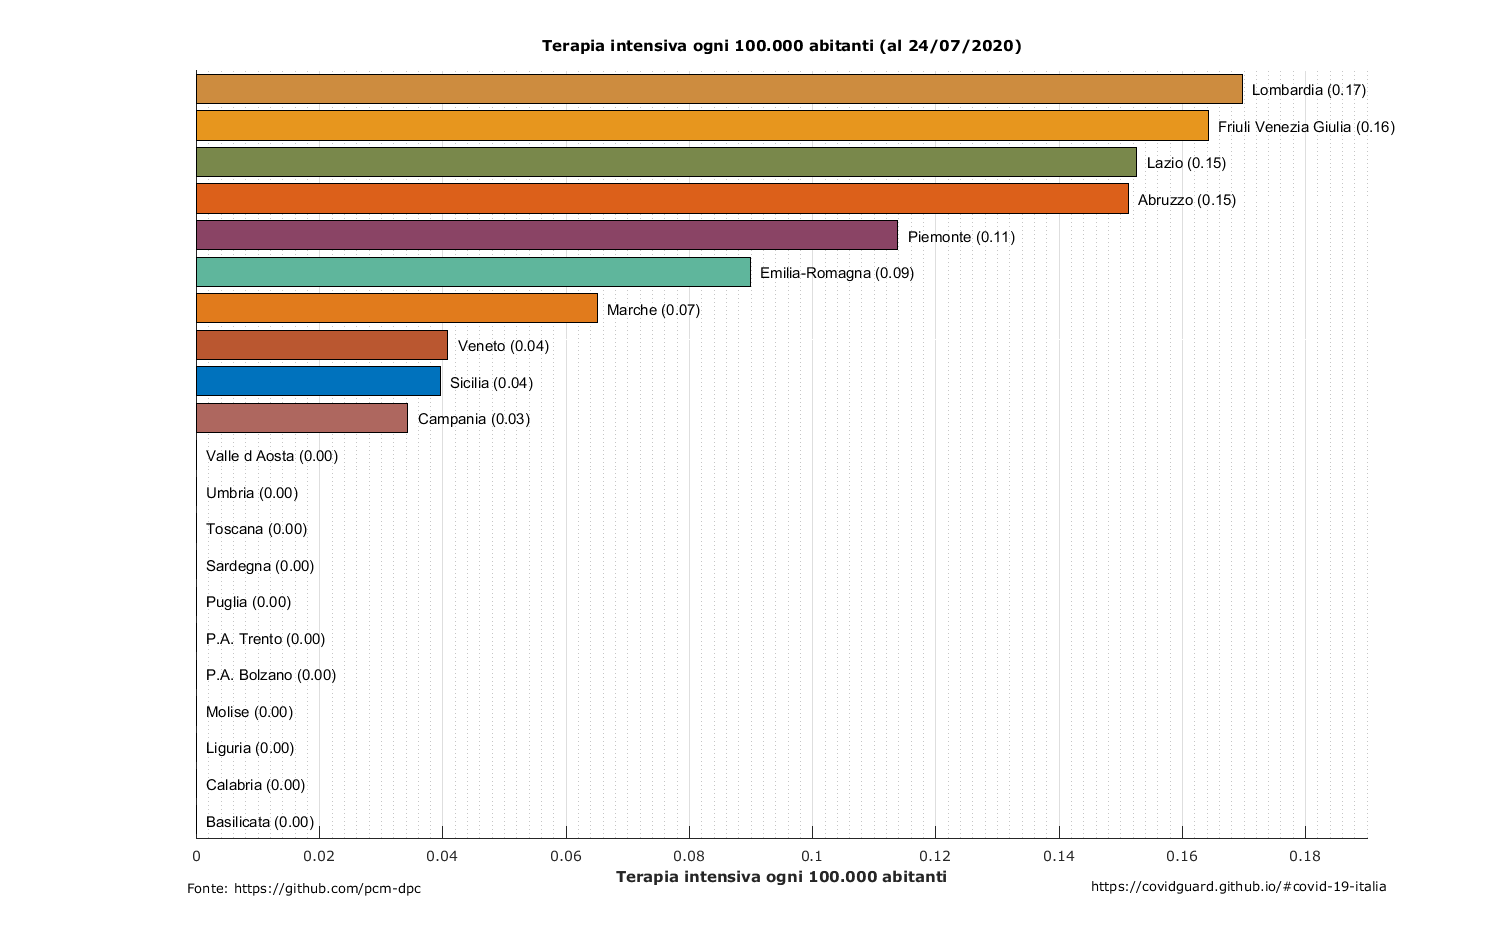 Terapia intensiva ogni 100.000 abitanti (al 24/07/2020)
Lombardia (0.17)
Friuli Venezia Giulia (0.16)
Lazio (0.15)
Abruzzo (0.15)
Piemonte (0.11)
Emilia-Romagna (0.09)
Marche (0.07)
Veneto (0.04)
Sicilia (0.04)
Campania (0.03)
Valle d Aosta (0.00)
Umbria (0.00)
Toscana (0.00)
Sardegna (0.00)
Puglia (0.00)
P.A. Trento (0.00)
P.A. Bolzano (0.00)
Molise (0.00)
Liguria (0.00)
Calabria (0.00)
Basilicata (0.00)
0 0.02 0.04 0.06 0.08 0.1 0.12 0.14 0.16 0.18
Terapia intensiva ogni 100.000 abitanti
Fonte: https://github.com/pcm-dpc
https://covidguard.github.io/#covid-19-italia